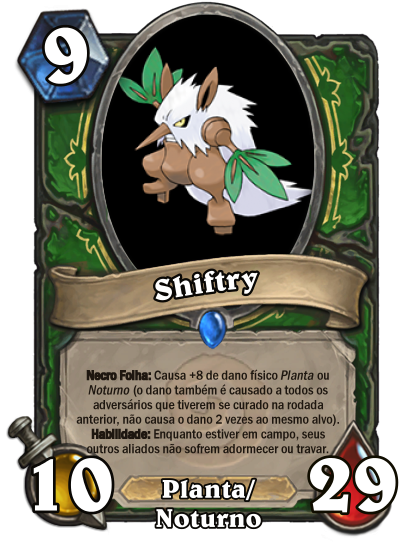 9
Shiftry
Necro Folha: Causa +8 de dano físico Planta ou
Noturno (o dano também é causado a todos os
adversários que tiverem se curado na rodada
anterior, não causa o dano 2 vezes ao mesmo alvo).
Habilidade: Enquanto estiver em campo, seus
outros aliados não sofrem adormecer ou travar.
10
Planta/
Noturno
29